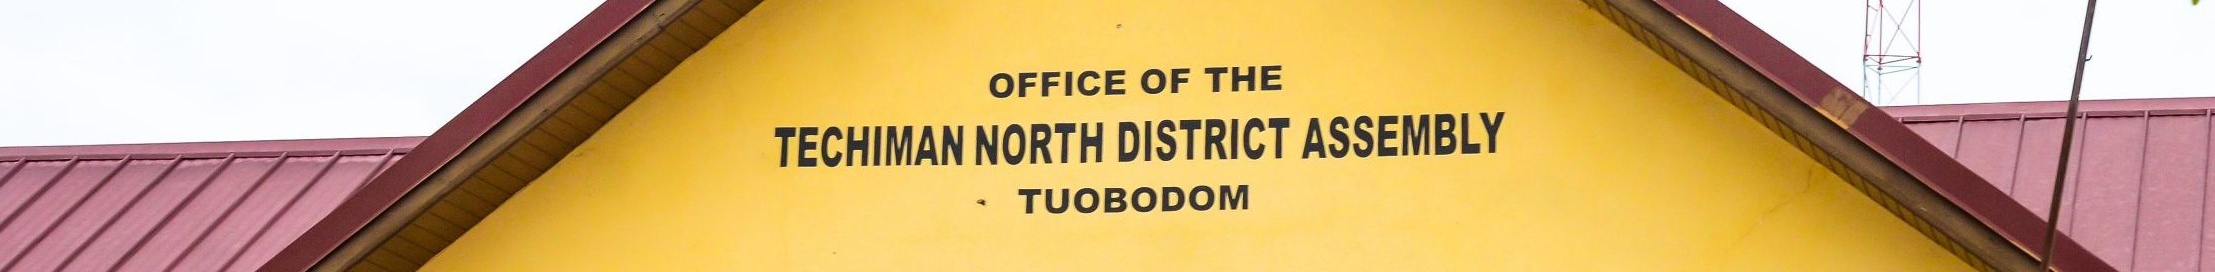 OFFICE OF THE
TECHIMAN NORTH DISTRICT ASSEMBLY
TUOBODOM